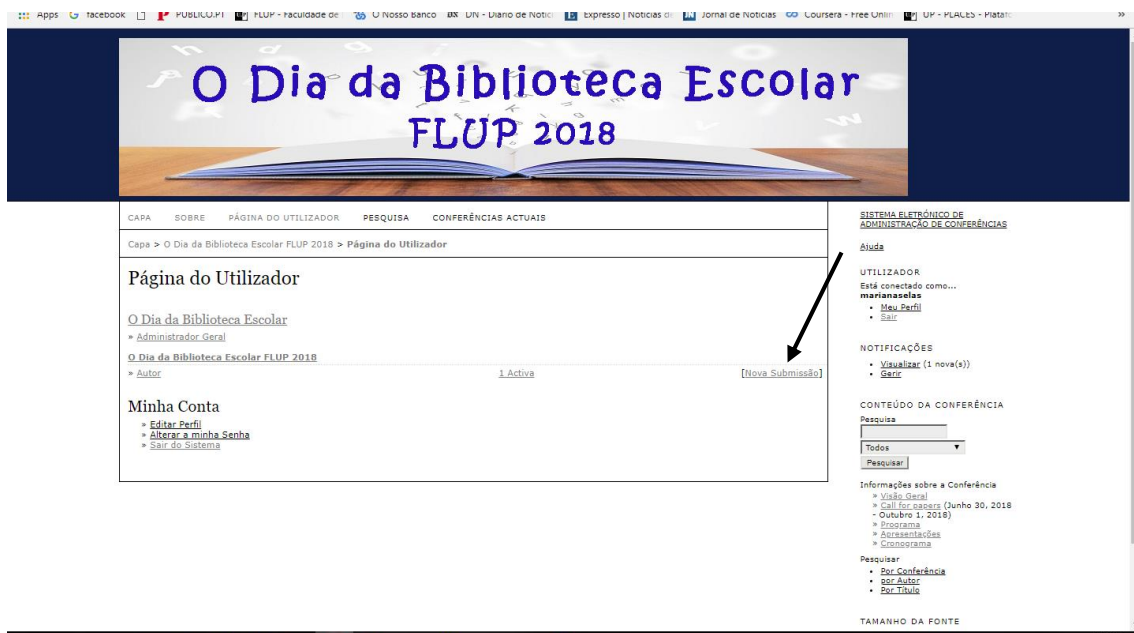 Apps
facebook
PÚBLICO.PT
FLUP - Faculdade de
O Nosso Banco
DN - Diário de Notíci
Expresso | Notícias d
Jornal de Notícias
Coursera - Free Onlin
UP - PLACES - Platafo
»
O Dia da Biblioteca Escolar
FLUP 2018
CAPA SOBRE PÁGINA DO UTILIZADOR PESQUISA CONFERÊNCIAS ACTUAIS
Capa > O Dia da Biblioteca Escolar FLUP 2018 > Página do Utilizador
Página do Utilizador
O Dia da Biblioteca Escolar
» Administrador Geral
O Dia da Biblioteca Escolar FLUP 2018
» Autor 1 Activa [Nova Submissão]
Minha Conta
» Editar Perfil
» Alterar a minha Senha
» Sair do Sistema
SISTEMA ELETRÓNICO DE
ADMINISTRAÇÃO DE CONFERÊNCIAS
Ajuda
UTILIZADOR
Está conectado como...
marianaselas
• Meu Perfil
• Sair
NOTIFICAÇÕES
• Visualizar (1 nova(s))
• Gerir
CONTEÚDO DA CONFERÊNCIA
Pesquisa
Todos
Pesquisar
Informações sobre a Conferência
» Visão Geral
» Call for papers (Junho 30, 2018
- Outubro 1, 2018)
» Programa
» Apresentações
» Cronograma
Pesquisar
• Por Conferência
• por Autor
• Por Título
TAMANHO DA FONTE